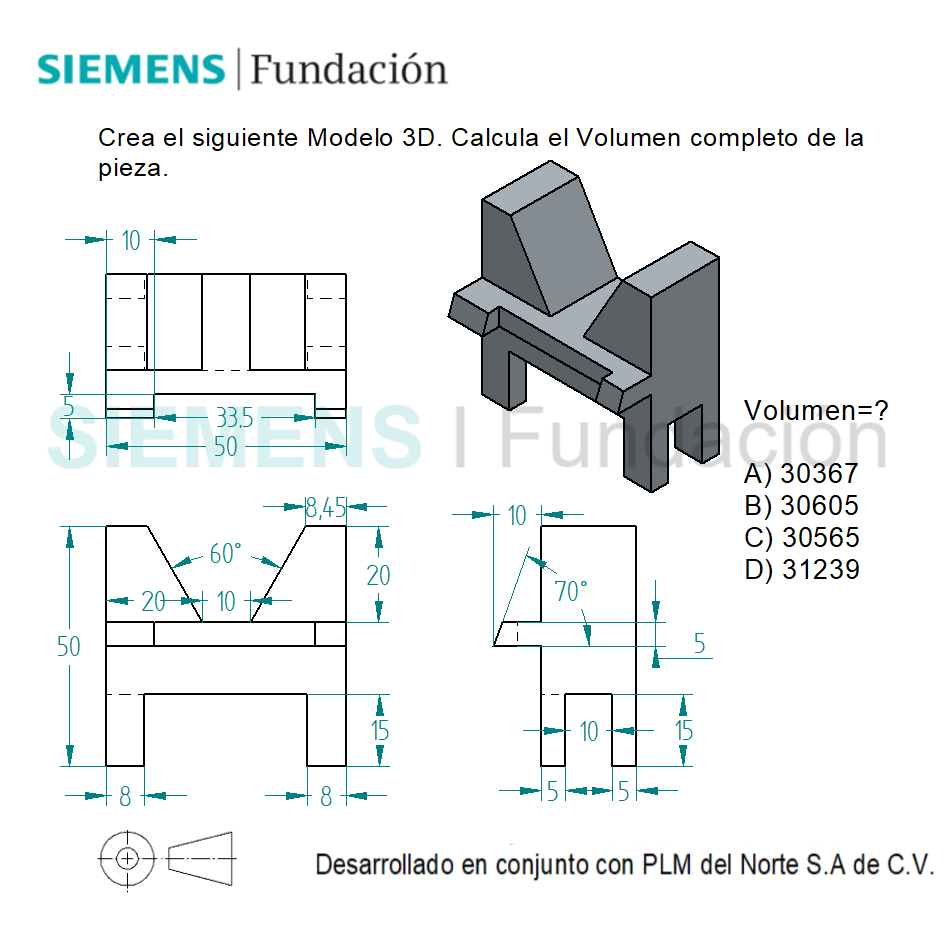 SIEMENS | Fundación
Crea el siguiente Modelo 3D. Calcula el Volumen completo de la
pieza.
10
5
33,5
50
SIEMENS | Fundación
Volumen=?
A) 30367
B) 30605
C) 30565
D) 31239
8,45
10
60°
20
20
10
70°
50
5
15
10
15
8
8
5
5
Desarrollado en conjunto con PLM del Norte S.A de C.V.